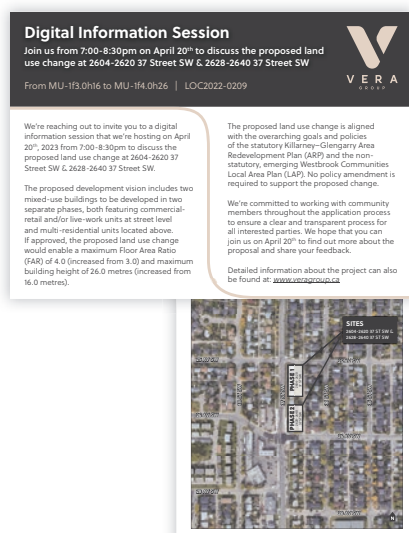 Digital Information Session
Join us from 7:00-8:30pm on April 20th to discuss the proposed land
use change at 2604-2620 37 Street SW & 2628-2640 37 Street SW
From MU-1f3.0h16 to MU-1f4.0h26 | LOC2022-0209
VERA
GROUP
We're reaching out to invite you to a digital
information session that we're hosting on April
20th, 2023 from 7:00-8:30pm to discuss the
proposed land use change at 2604-2620 37
Street SW & 2628-2640 37 Street SW.
The proposed development vision includes two
mixed-use buildings to be developed in two
separate phases, both featuring commercial-
retail and/or live-work units at street level
and multi-residential units located above.
If approved, the proposed land use change
would enable a maximum Floor Area Ratio
(FAR) of 4.0 (increased from 3.0) and maximum
building height of 26.0 metres (increased from
16.0 metres).
The proposed land use change is aligned
with the overarching goals and policies
of the statutory Killarney–Glengarry Area
Redevelopment Plan (ARP) and the non-
statutory, emerging Westbrook Communities
Local Area Plan (LAP). No policy amendment is
required to support the proposed change.
We're committed to working with community
members throughout the application process
to ensure a clear and transparent process for
all interested parties. We hope that you can
join us on April 20th to find out more about the
proposal and share your feedback.
Detailed information about the project can also
be found at: www.veragroup.ca
SITES
2604-2620 37 ST SW &
2628-2640 37 ST SW
PHASE 1
PHASE 2
N